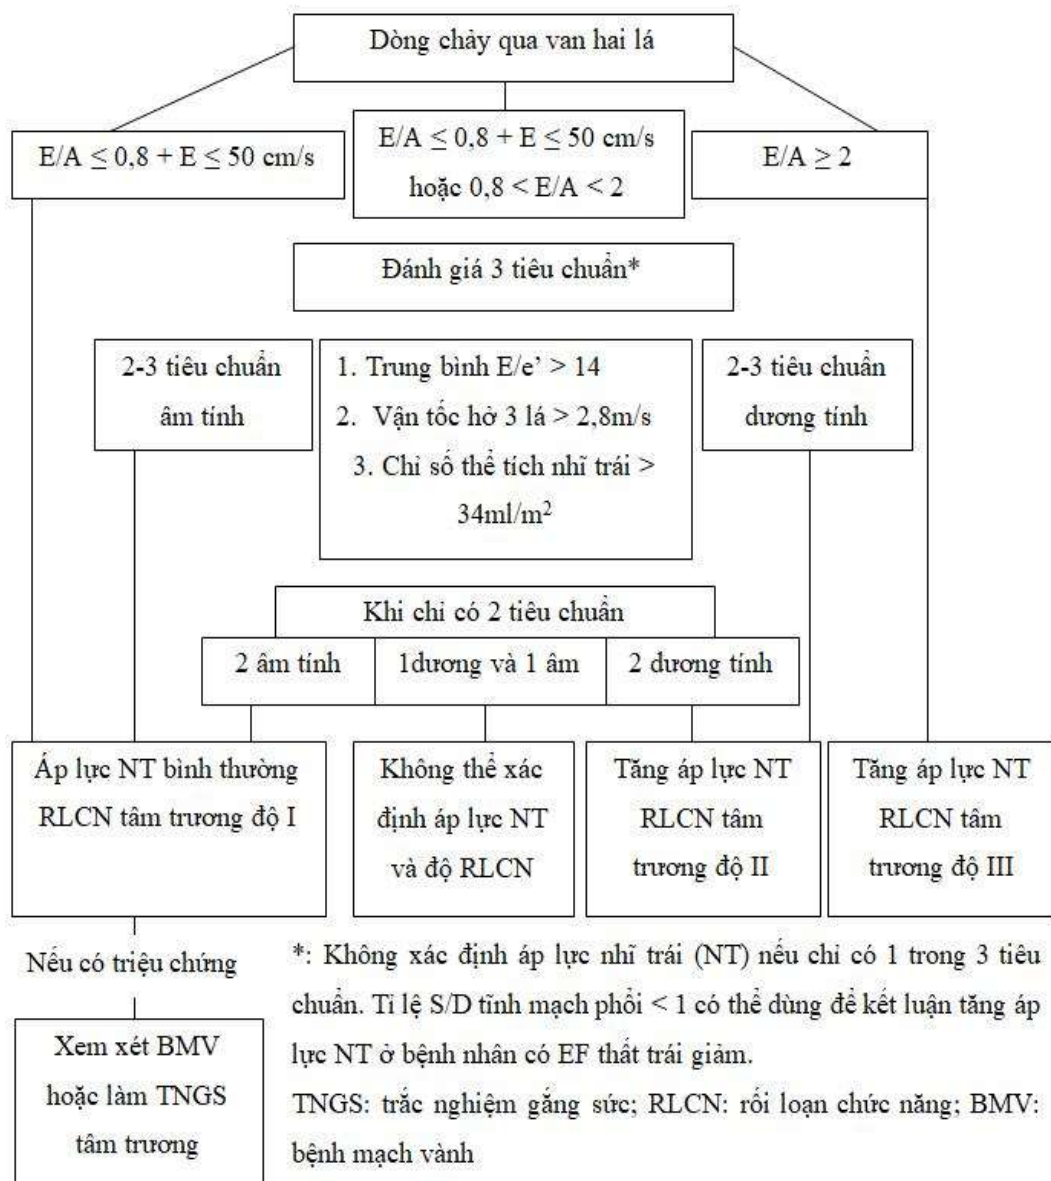 Dòng chảy qua van hai lá
E/A ≤ 0,8 + E ≤ 50 cm/s
E/A ≤ 0,8 + E ≤ 50 cm/s
hoặc 0,8 < E/A < 2
E/A ≥ 2
Đánh giá 3 tiêu chuẩn*
2-3 tiêu chuẩn
âm tính
1. Trung bình E/e’ > 14
2. Vận tốc hở 3 lá > 2,8m/s
3. Chỉ số thể tích nhĩ trái >
34ml/m²
2-3 tiêu chuẩn
dương tính
Khi chỉ có 2 tiêu chuẩn
2 âm tính
1dương và 1 âm
2 dương tính
Áp lực NT bình thường
RLCN tâm trương độ I
Không thể xác
định áp lực NT
và độ RLCN
Tăng áp lực NT
RLCN tâm
trương độ II
Tăng áp lực NT
RLCN tâm
trương độ III
Nếu có triệu chứng
Xem xét BMV
hoặc làm TNGS
tâm trương
*: Không xác định áp lực nhĩ trái (NT) nếu chỉ có 1 trong 3 tiêu
chuẩn. Tỉ lệ S/D tĩnh mạch phổi < 1 có thể dùng để kết luận tăng áp
lực NT ở bệnh nhân có EF thất trái giảm.
TNGS: trắc nghiệm gắng sức; RLCN: rối loạn chức năng; BMV:
bệnh mạch vành